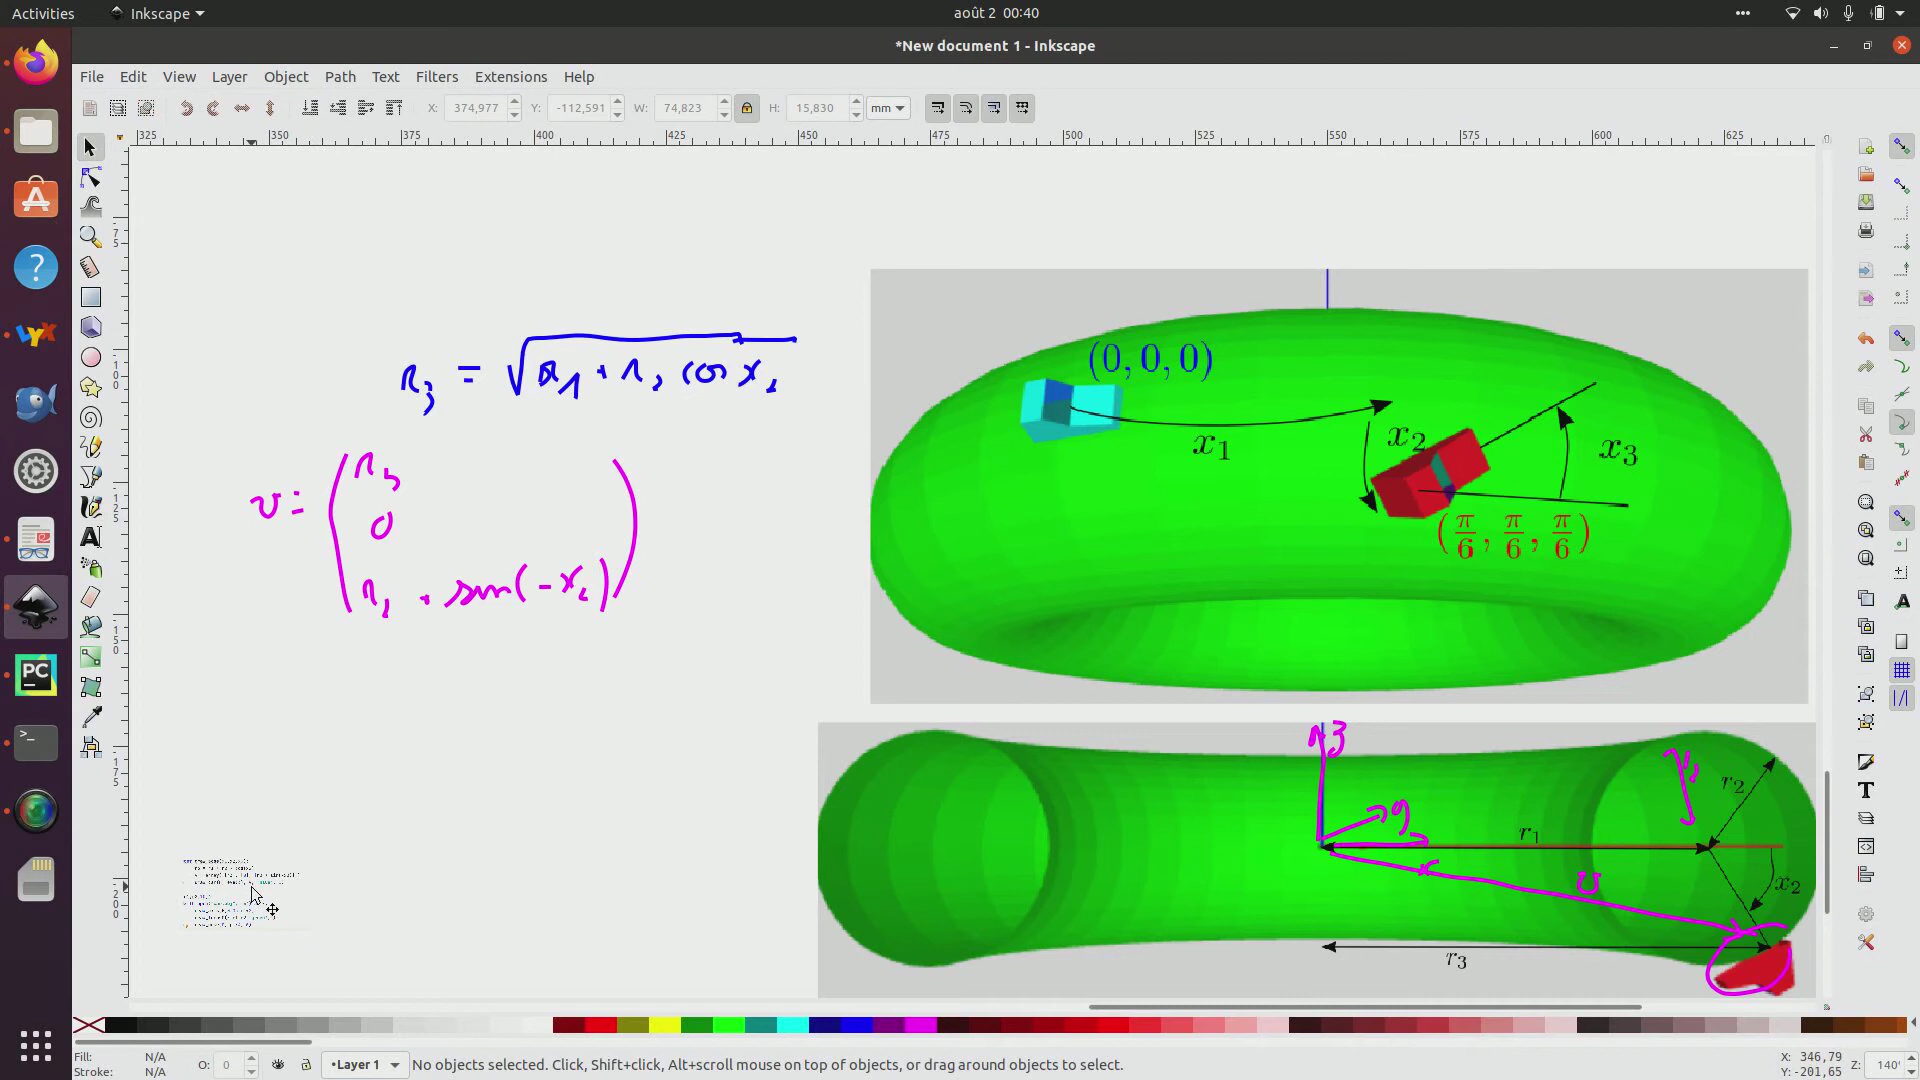 Activities
Inkscape
août 2 00:40
*New document 1 - Inkscape
File Edit View Layer Object Path Text Filters Extensions Help
X: 374,977 Y: -112,591 W: 74,823 H: 15,830 mm
325 350 375 400 425 450 475 500 525 550 575 600 625
r₃ = √r₁ + r₂ cos x₂
v = ( r₃
0
r₂ . sin(-x₂) )
(0, 0, 0)
x₁
x₂
x₃
(π/6, π/6, π/6)
z
y
x
r₁
r₂
x₂
v
r₃
Fill: N/A
Stroke: N/A
O: 0
•Layer 1
No objects selected. Click, Shift+click, Alt+scroll mouse on top of objects, or drag around objects to select.
X: 346,79
Y: -201,65
Z: 140